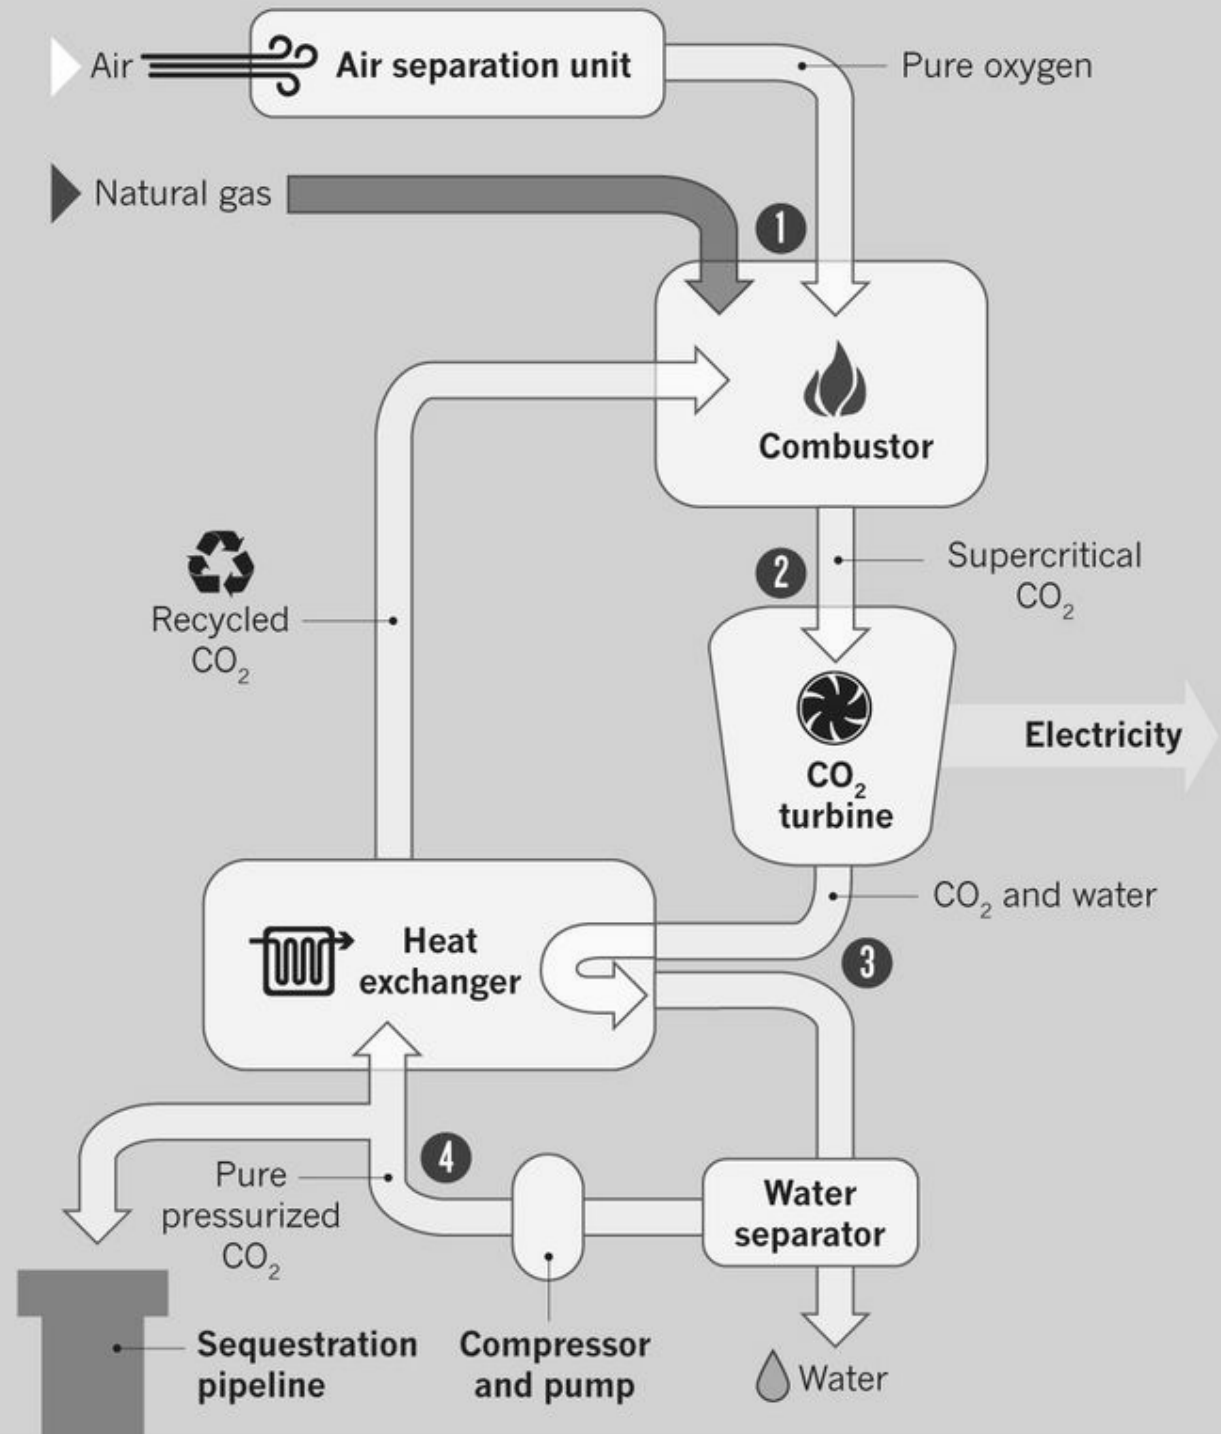 Air
Air separation unit
Pure oxygen
Natural gas
1
Combustor
2
Supercritical
CO₂
Recycled
CO₂
CO₂
turbine
Electricity
CO₂ and water
Heat
exchanger
3
4
Pure
pressurized
CO₂
Water
separator
Sequestration
pipeline
Compressor
and pump
Water